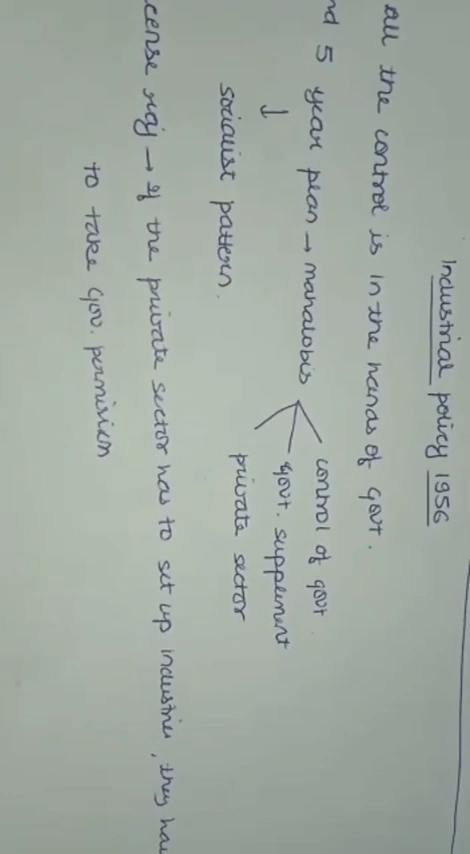 Industrial policy 1956
all the control is in the hands of govt.
nd 5 year plan → mahalobis
control of govt.
govt. supplement
private sector
↓
socialist pattern.
cense raj → If the private sector has to set up industries, they hav
to take gov. permission